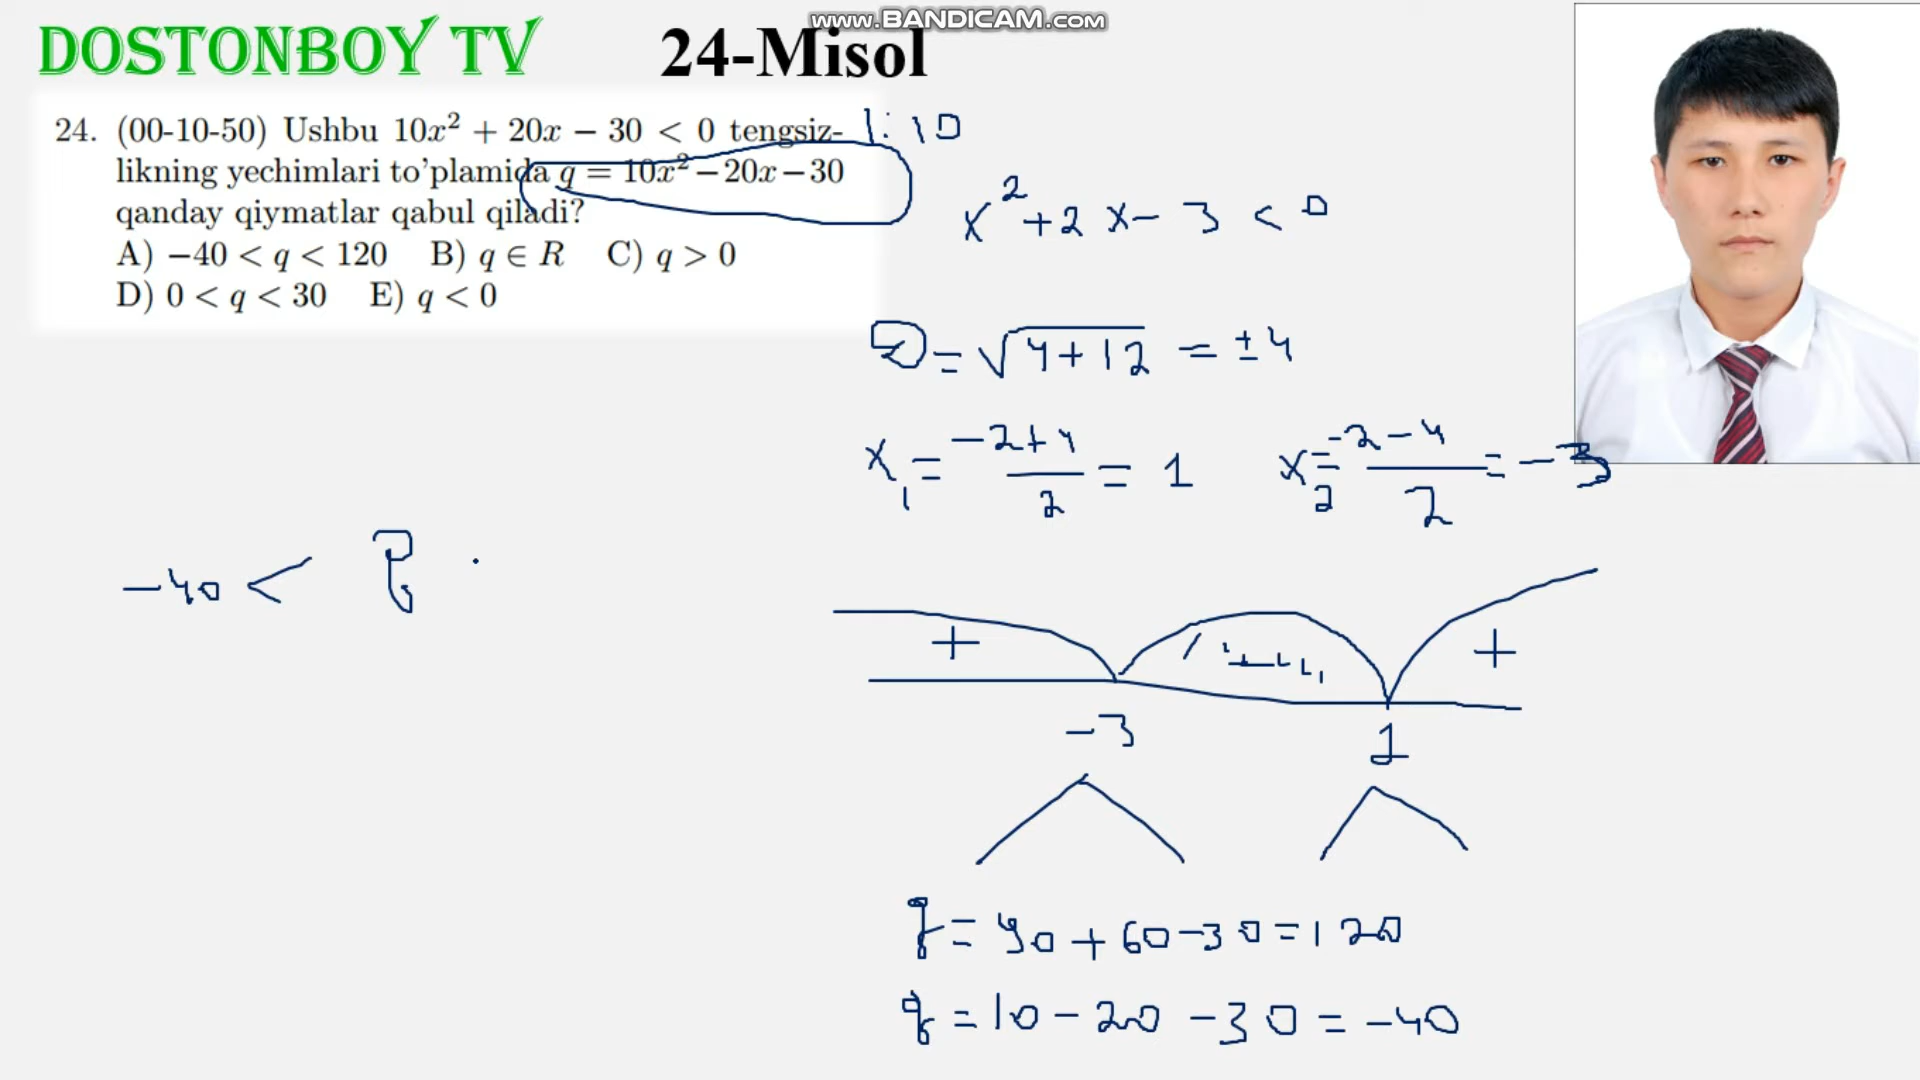 www.BANDICAM.com
DOSTONBOY TV
24-Misol
24. (00-10-50) Ushbu 10x² + 20x − 30 < 0 tengsiz-
likning yechimlari to'plamida q = 10x² − 20x − 30
qanday qiymatlar qabul qiladi?
A) −40 < q < 120 B) q ∈ R C) q > 0
D) 0 < q < 30 E) q < 0
x² + 2x − 3 < 0
D = √4+12 = ±4
x₁ = (−2+4)/2 = 1 x₂ = (−2−4)/2 = −3
−40 < q
+ − +
−3 1
q = 90 + 60 − 30 = 120
q = 10 − 20 − 30 = −40